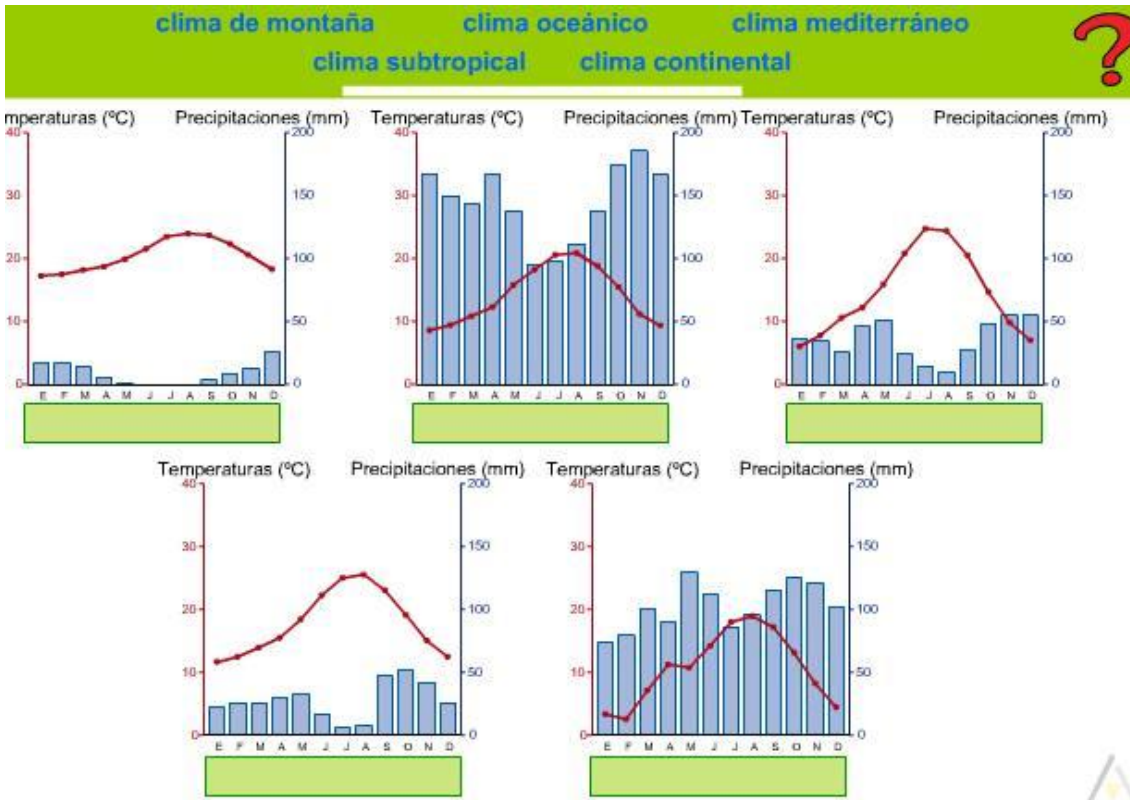 clima de montaña clima oceánico clima mediterráneo
clima subtropical clima continental
?
mperaturas (ºC) Precipitaciones (mm) Temperaturas (ºC) Precipitaciones (mm) Temperaturas (ºC) Precipitaciones (mm)
40 200 40 200 40 200
30 150 30 150 30 150
20 100 20 100 20 100
10 50 10 50 10 50
0 0 0 0 0 0
E F M A M J J A S O N D E F M A M J J A S O N D E F M A M J J A S O N D
Temperaturas (ºC) Precipitaciones (mm) Temperaturas (ºC) Precipitaciones (mm)
40 200 40 200
30 150 30 150
20 100 20 100
10 50 10 50
0 0 0 0
E F M A M J J A S O N D E F M A M J J A S O N D